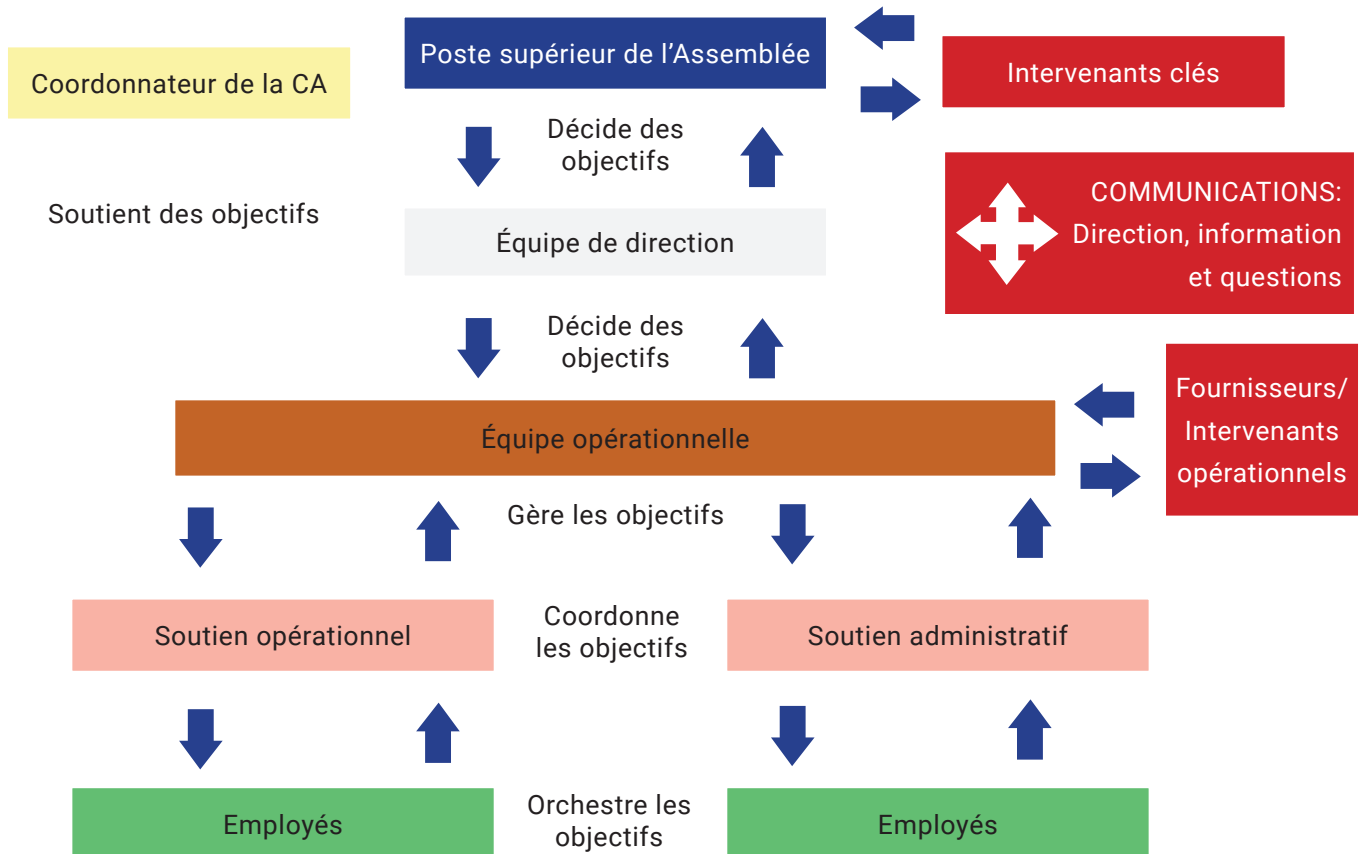 Poste supérieur de l’Assemblée
Coordonnateur de la CA
Intervenants clés
Décide des
objectifs
Soutient des objectifs
COMMUNICATIONS:
Direction, information
et questions
Équipe de direction
Décide des
objectifs
Fournisseurs/
Intervenants
opérationnels
Équipe opérationnelle
Gère les objectifs
Soutien opérationnel
Coordonne
les objectifs
Soutien administratif
Employés
Orchestre les
objectifs
Employés